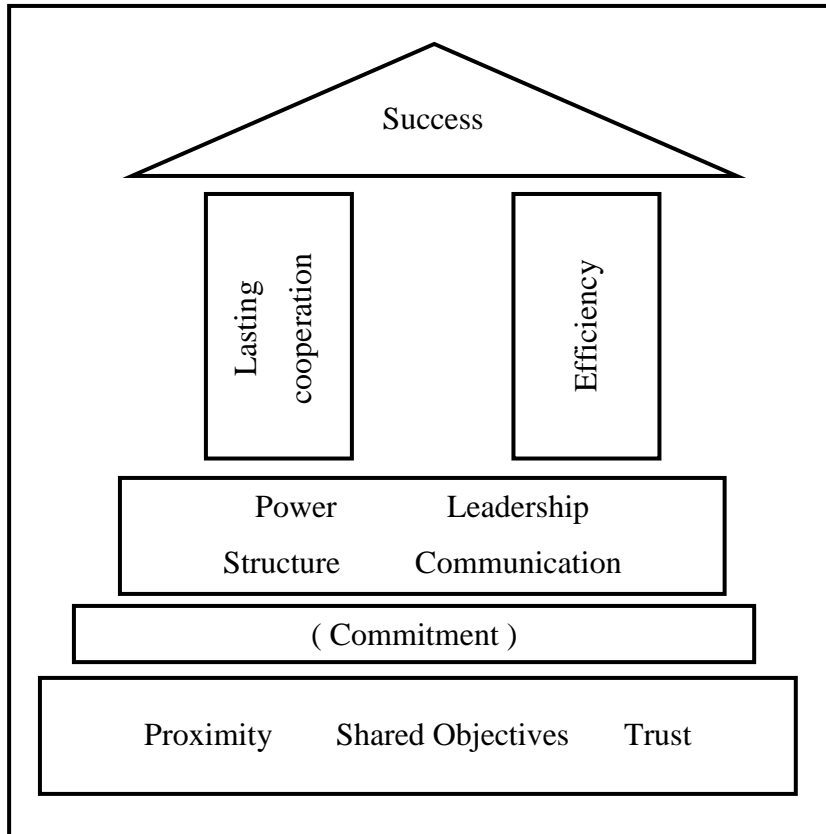 Success
Lasting
cooperation
Efficiency
Power Leadership
Structure Communication
( Commitment )
Proximity Shared Objectives Trust